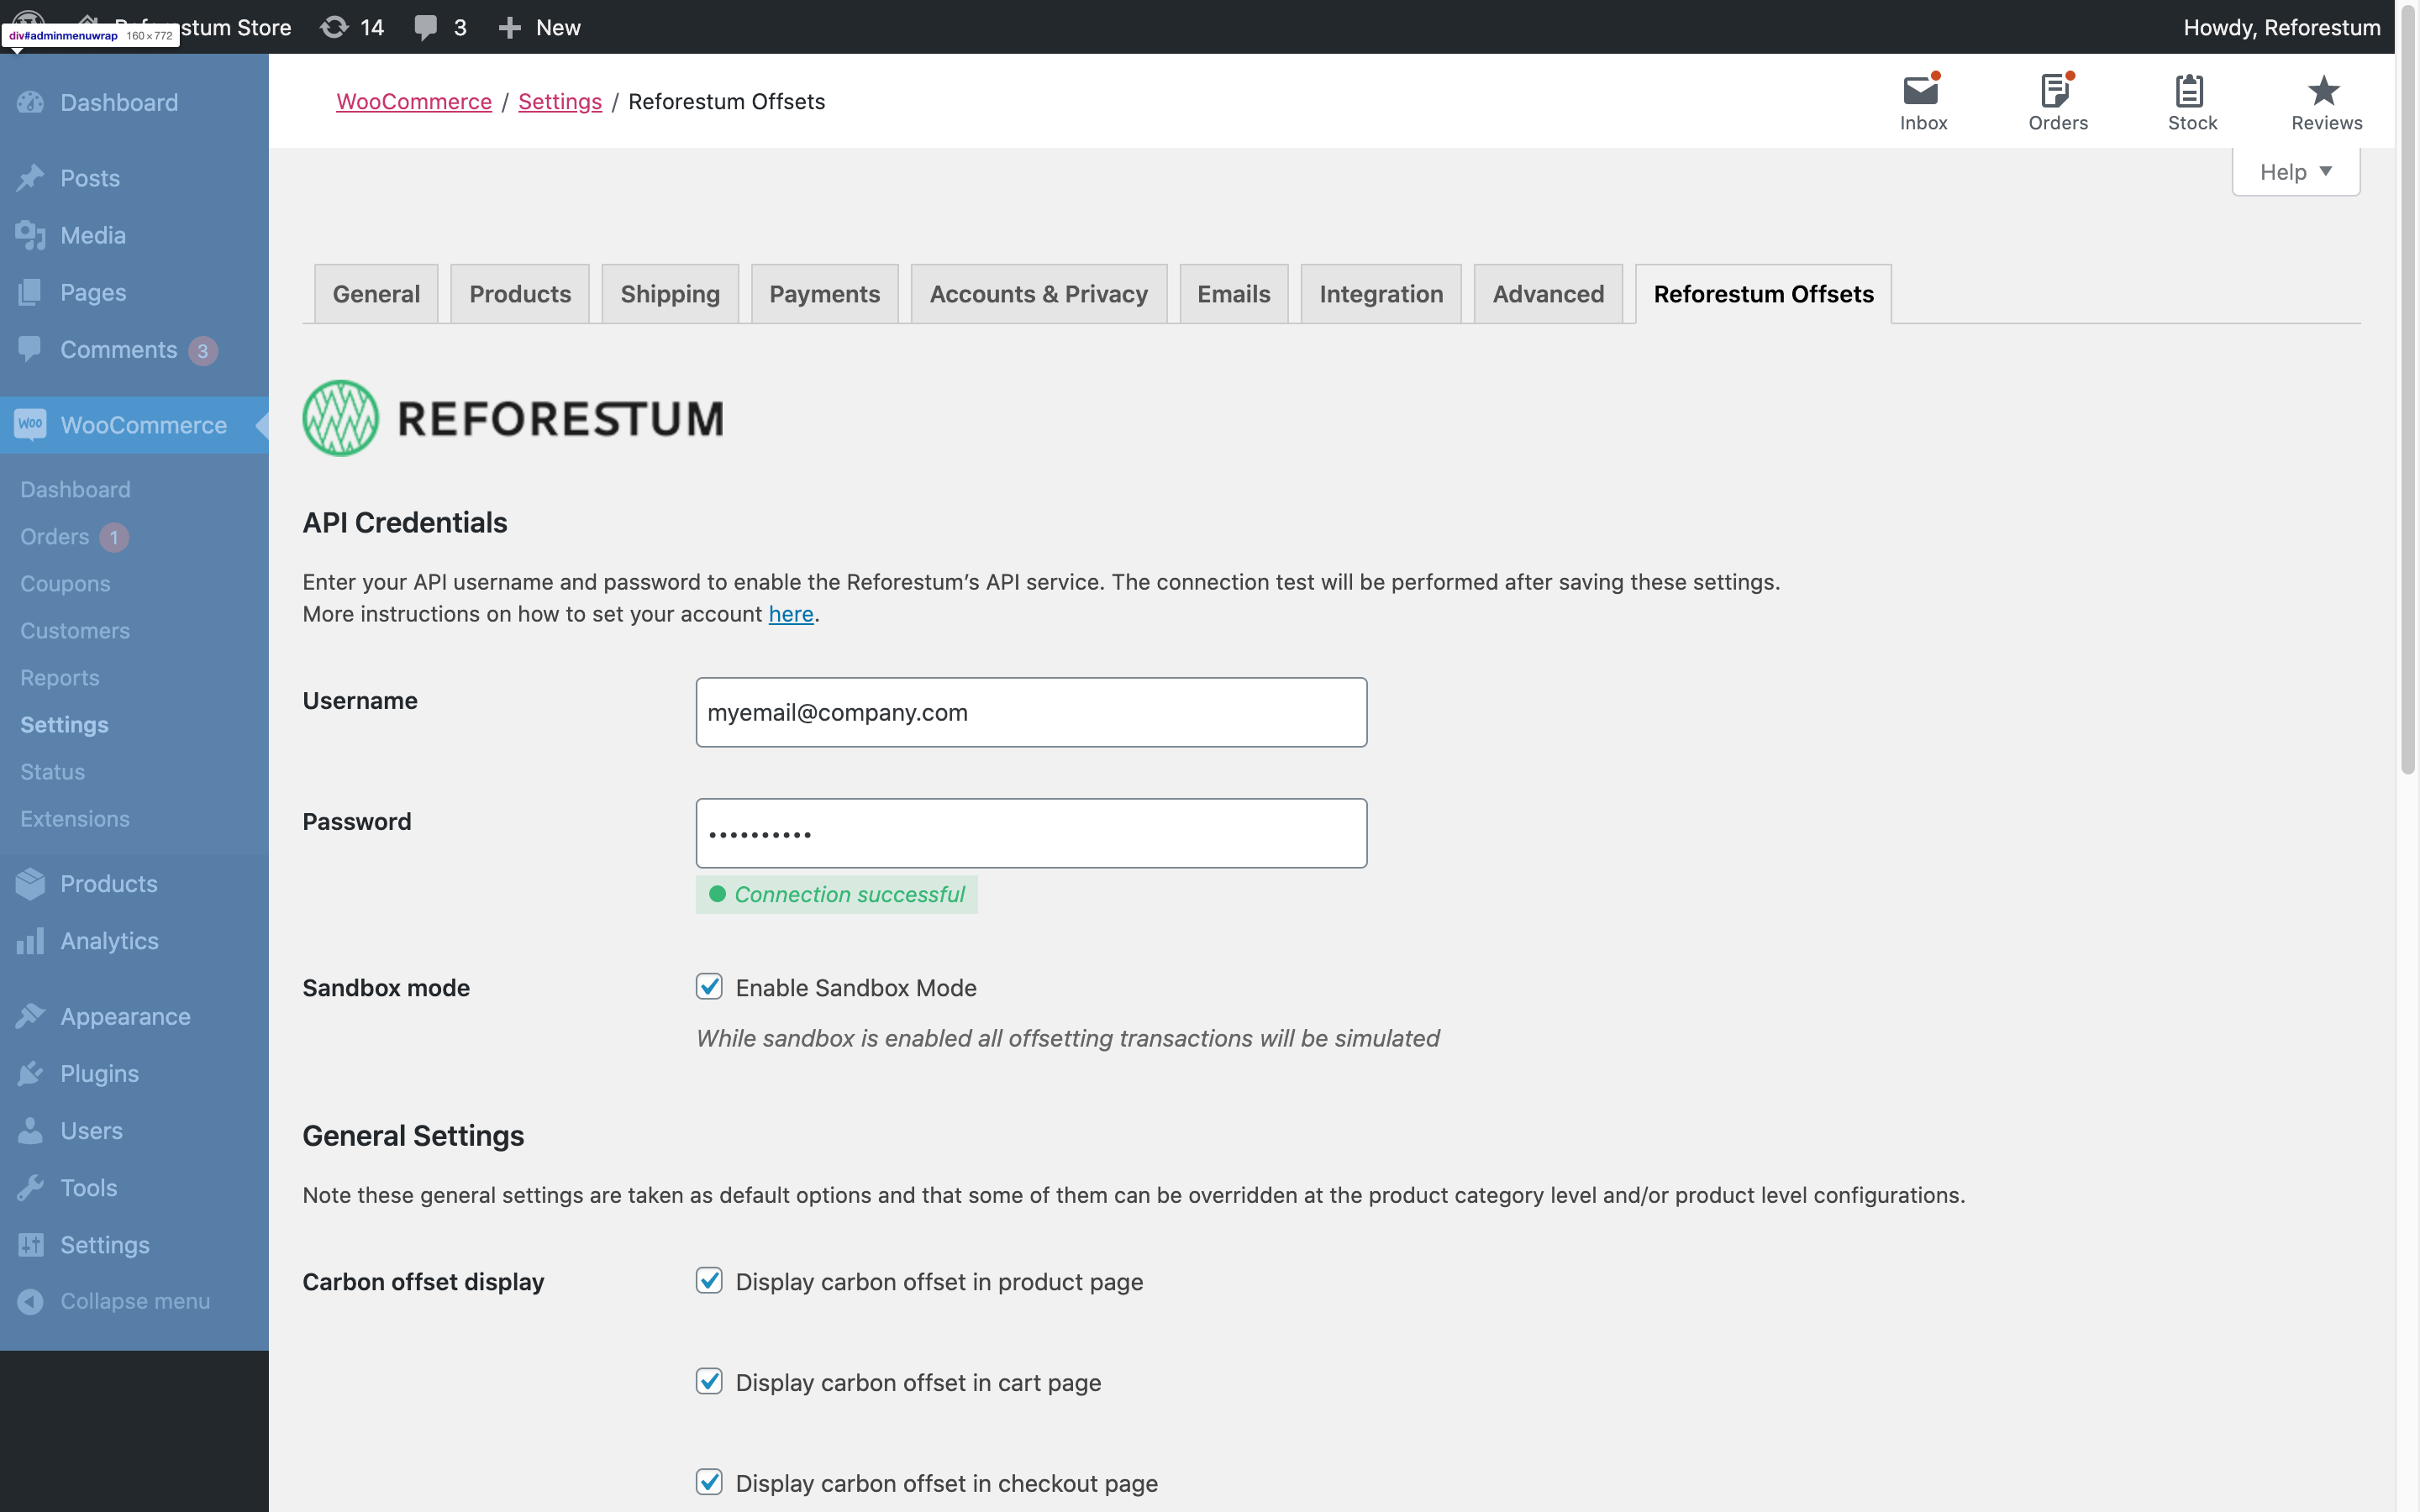 div#adminmenuwrap 160×772
stum Store 14 3 New Howdy, Reforestum
Dashboard
Posts
Media
Pages
Comments 3
WooCommerce
Dashboard
Orders 1
Coupons
Customers
Reports
Settings
Status
Extensions
Products
Analytics
Appearance
Plugins
Users
Tools
Settings
Collapse menu
WooCommerce / Settings / Reforestum Offsets
Inbox Orders Stock Reviews
Help
General Products Shipping Payments Accounts & Privacy Emails Integration Advanced Reforestum Offsets
REFORESTUM
API Credentials
Enter your API username and password to enable the Reforestum’s API service. The connection test will be performed after saving these settings.
More instructions on how to set your account here.
Username myemail@company.com
Password ••••••••••
Connection successful
Sandbox mode Enable Sandbox Mode
While sandbox is enabled all offsetting transactions will be simulated
General Settings
Note these general settings are taken as default options and that some of them can be overridden at the product category level and/or product level configurations.
Carbon offset display Display carbon offset in product page
Display carbon offset in cart page
Display carbon offset in checkout page